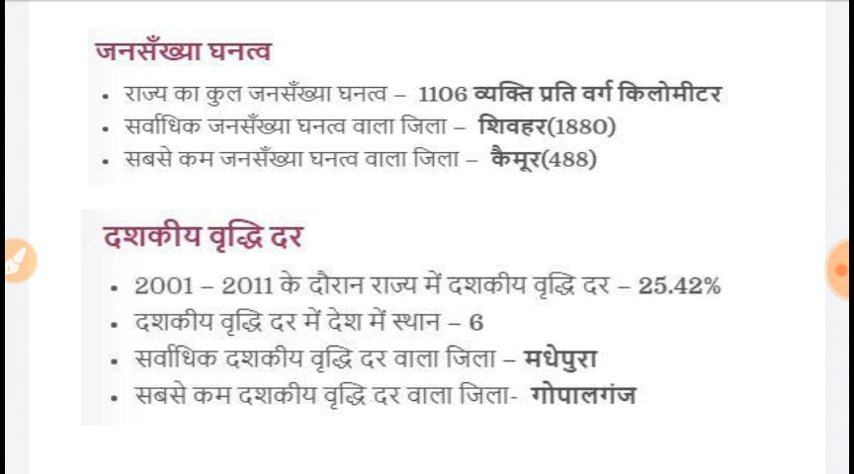 जनसँख्या घनत्व
• राज्य का कुल जनसँख्या घनत्व – 1106 व्यक्ति प्रति वर्ग किलोमीटर
• सर्वाधिक जनसँख्या घनत्व वाला जिला – शिवहर(1880)
• सबसे कम जनसँख्या घनत्व वाला जिला – कैमूर(488)
दशकीय वृद्धि दर
• 2001 – 2011 के दौरान राज्य में दशकीय वृद्धि दर – 25.42%
• दशकीय वृद्धि दर में देश में स्थान – 6
• सर्वाधिक दशकीय वृद्धि दर वाला जिला – मधेपुरा
• सबसे कम दशकीय वृद्धि दर वाला जिला- गोपालगंज